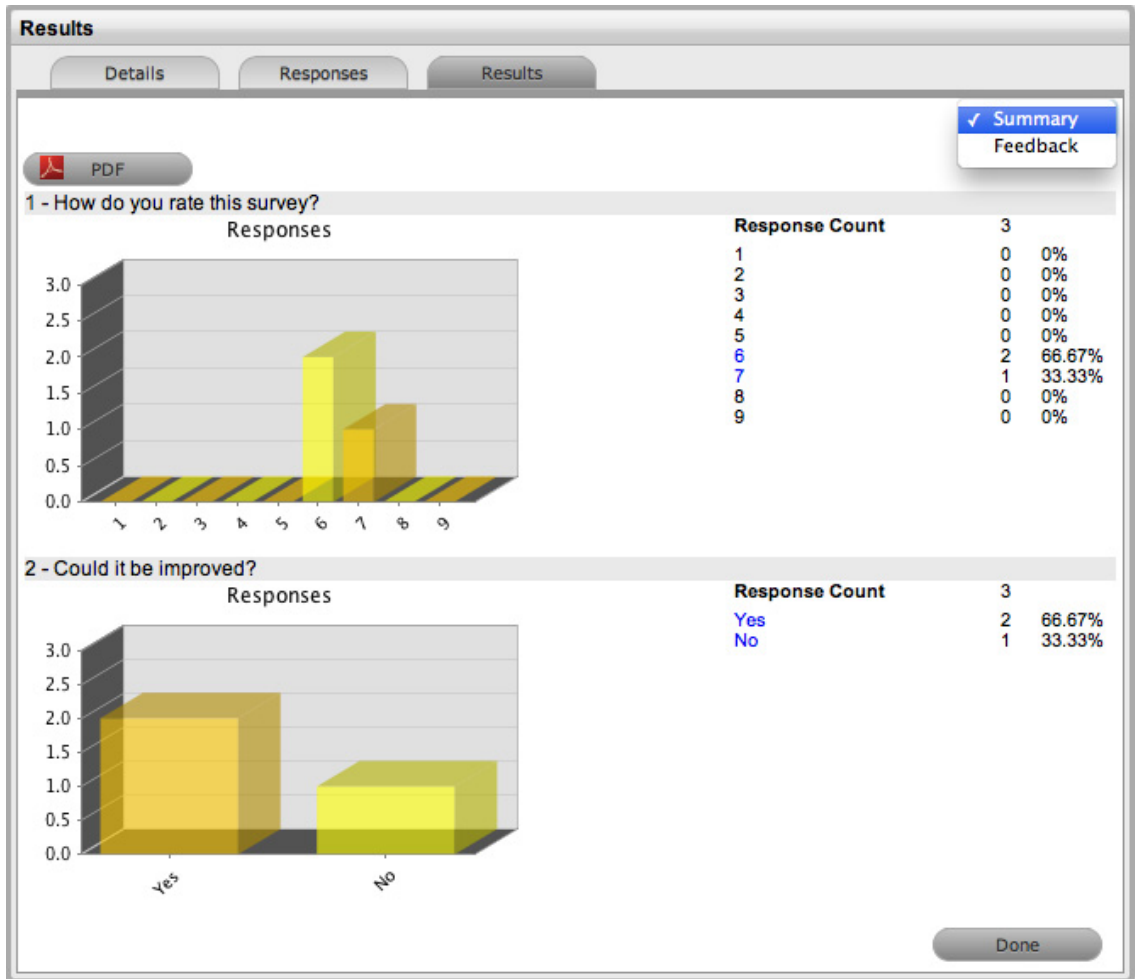 Results
Details Responses Results
✓ Summary
Feedback
PDF
1 - How do you rate this survey?
Responses
3.0
2.5
2.0
1.5
1.0
0.5
0.0
1 2 3 4 5 6 7 8 9
Response Count 3
1 0 0%
2 0 0%
3 0 0%
4 0 0%
5 0 0%
6 2 66.67%
7 1 33.33%
8 0 0%
9 0 0%
2 - Could it be improved?
Responses
3.0
2.5
2.0
1.5
1.0
0.5
0.0
Yes No
Response Count 3
Yes 2 66.67%
No 1 33.33%
Done